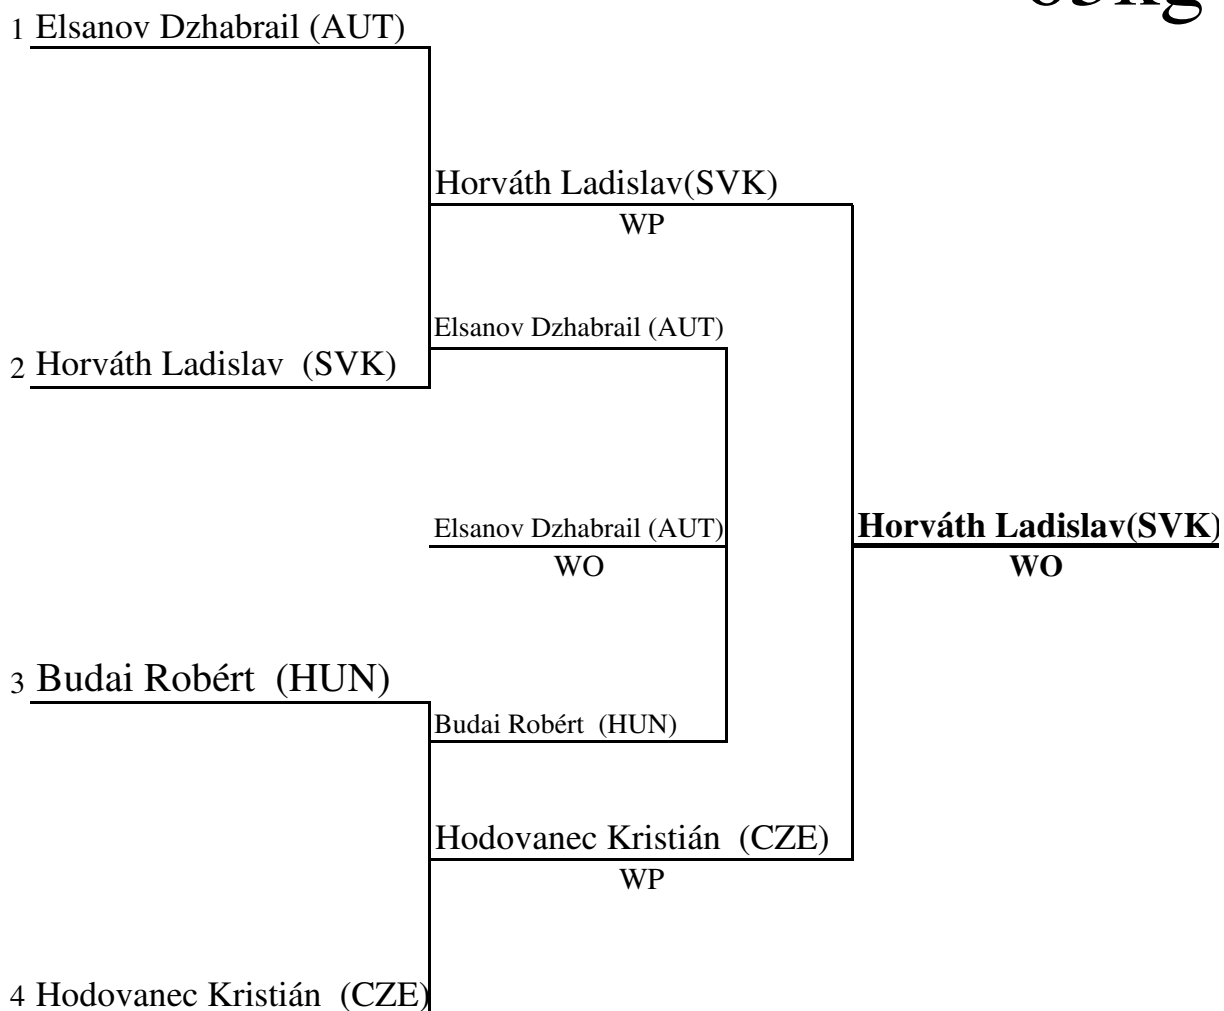 1 Elsanov Dzhabrail (AUT)
Horváth Ladislav(SVK)
WP
Elsanov Dzhabrail (AUT)
2 Horváth Ladislav (SVK)
Elsanov Dzhabrail (AUT)
WO
Horváth Ladislav(SVK)
WO
3 Budai Robért (HUN)
Budai Robért (HUN)
Hodovanec Kristián (CZE)
WP
4 Hodovanec Kristián (CZE)